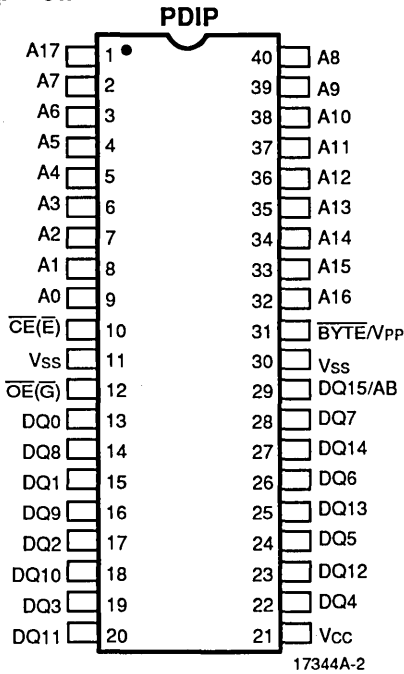 PDIP
A17 1 40 A8
A7 2 39 A9
A6 3 38 A10
A5 4 37 A11
A4 5 36 A12
A3 6 35 A13
A2 7 34 A14
A1 8 33 A15
A0 9 32 A16
C̅E̅(E̅) 10 31 B̅Y̅T̅E̅/VPP
VSS 11 30 VSS
O̅E̅(G̅) 12 29 DQ15/AB
DQ0 13 28 DQ7
DQ8 14 27 DQ14
DQ1 15 26 DQ6
DQ9 16 25 DQ13
DQ2 17 24 DQ5
DQ10 18 23 DQ12
DQ3 19 22 DQ4
DQ11 20 21 VCC
17344A-2